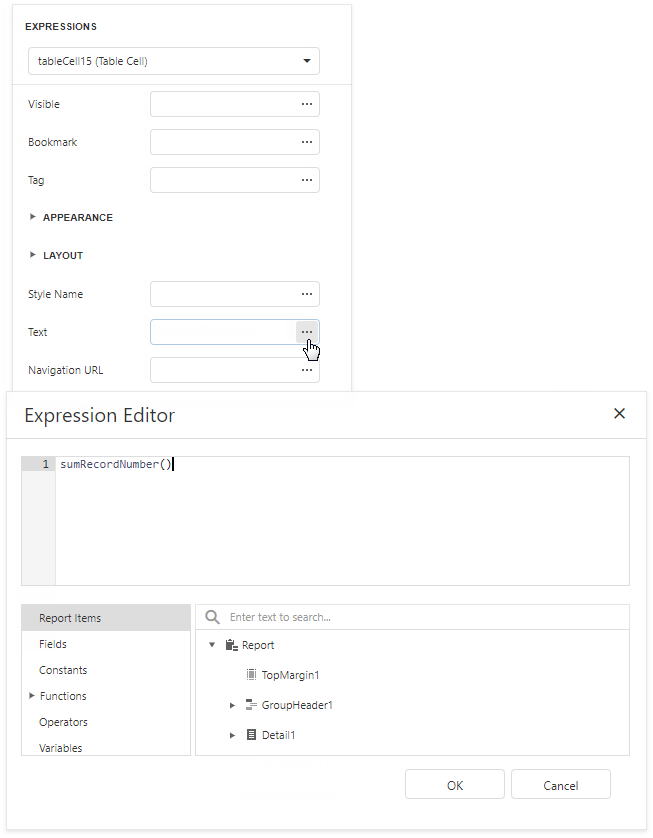 EXPRESSIONS
tableCell15 (Table Cell)
Visible
Bookmark
Tag
APPEARANCE
LAYOUT
Style Name
Text
Navigation URL
Expression Editor
1 sumRecordNumber()
Report Items
Fields
Constants
Functions
Operators
Variables
Enter text to search...
Report
TopMargin1
GroupHeader1
Detail1
OK
Cancel